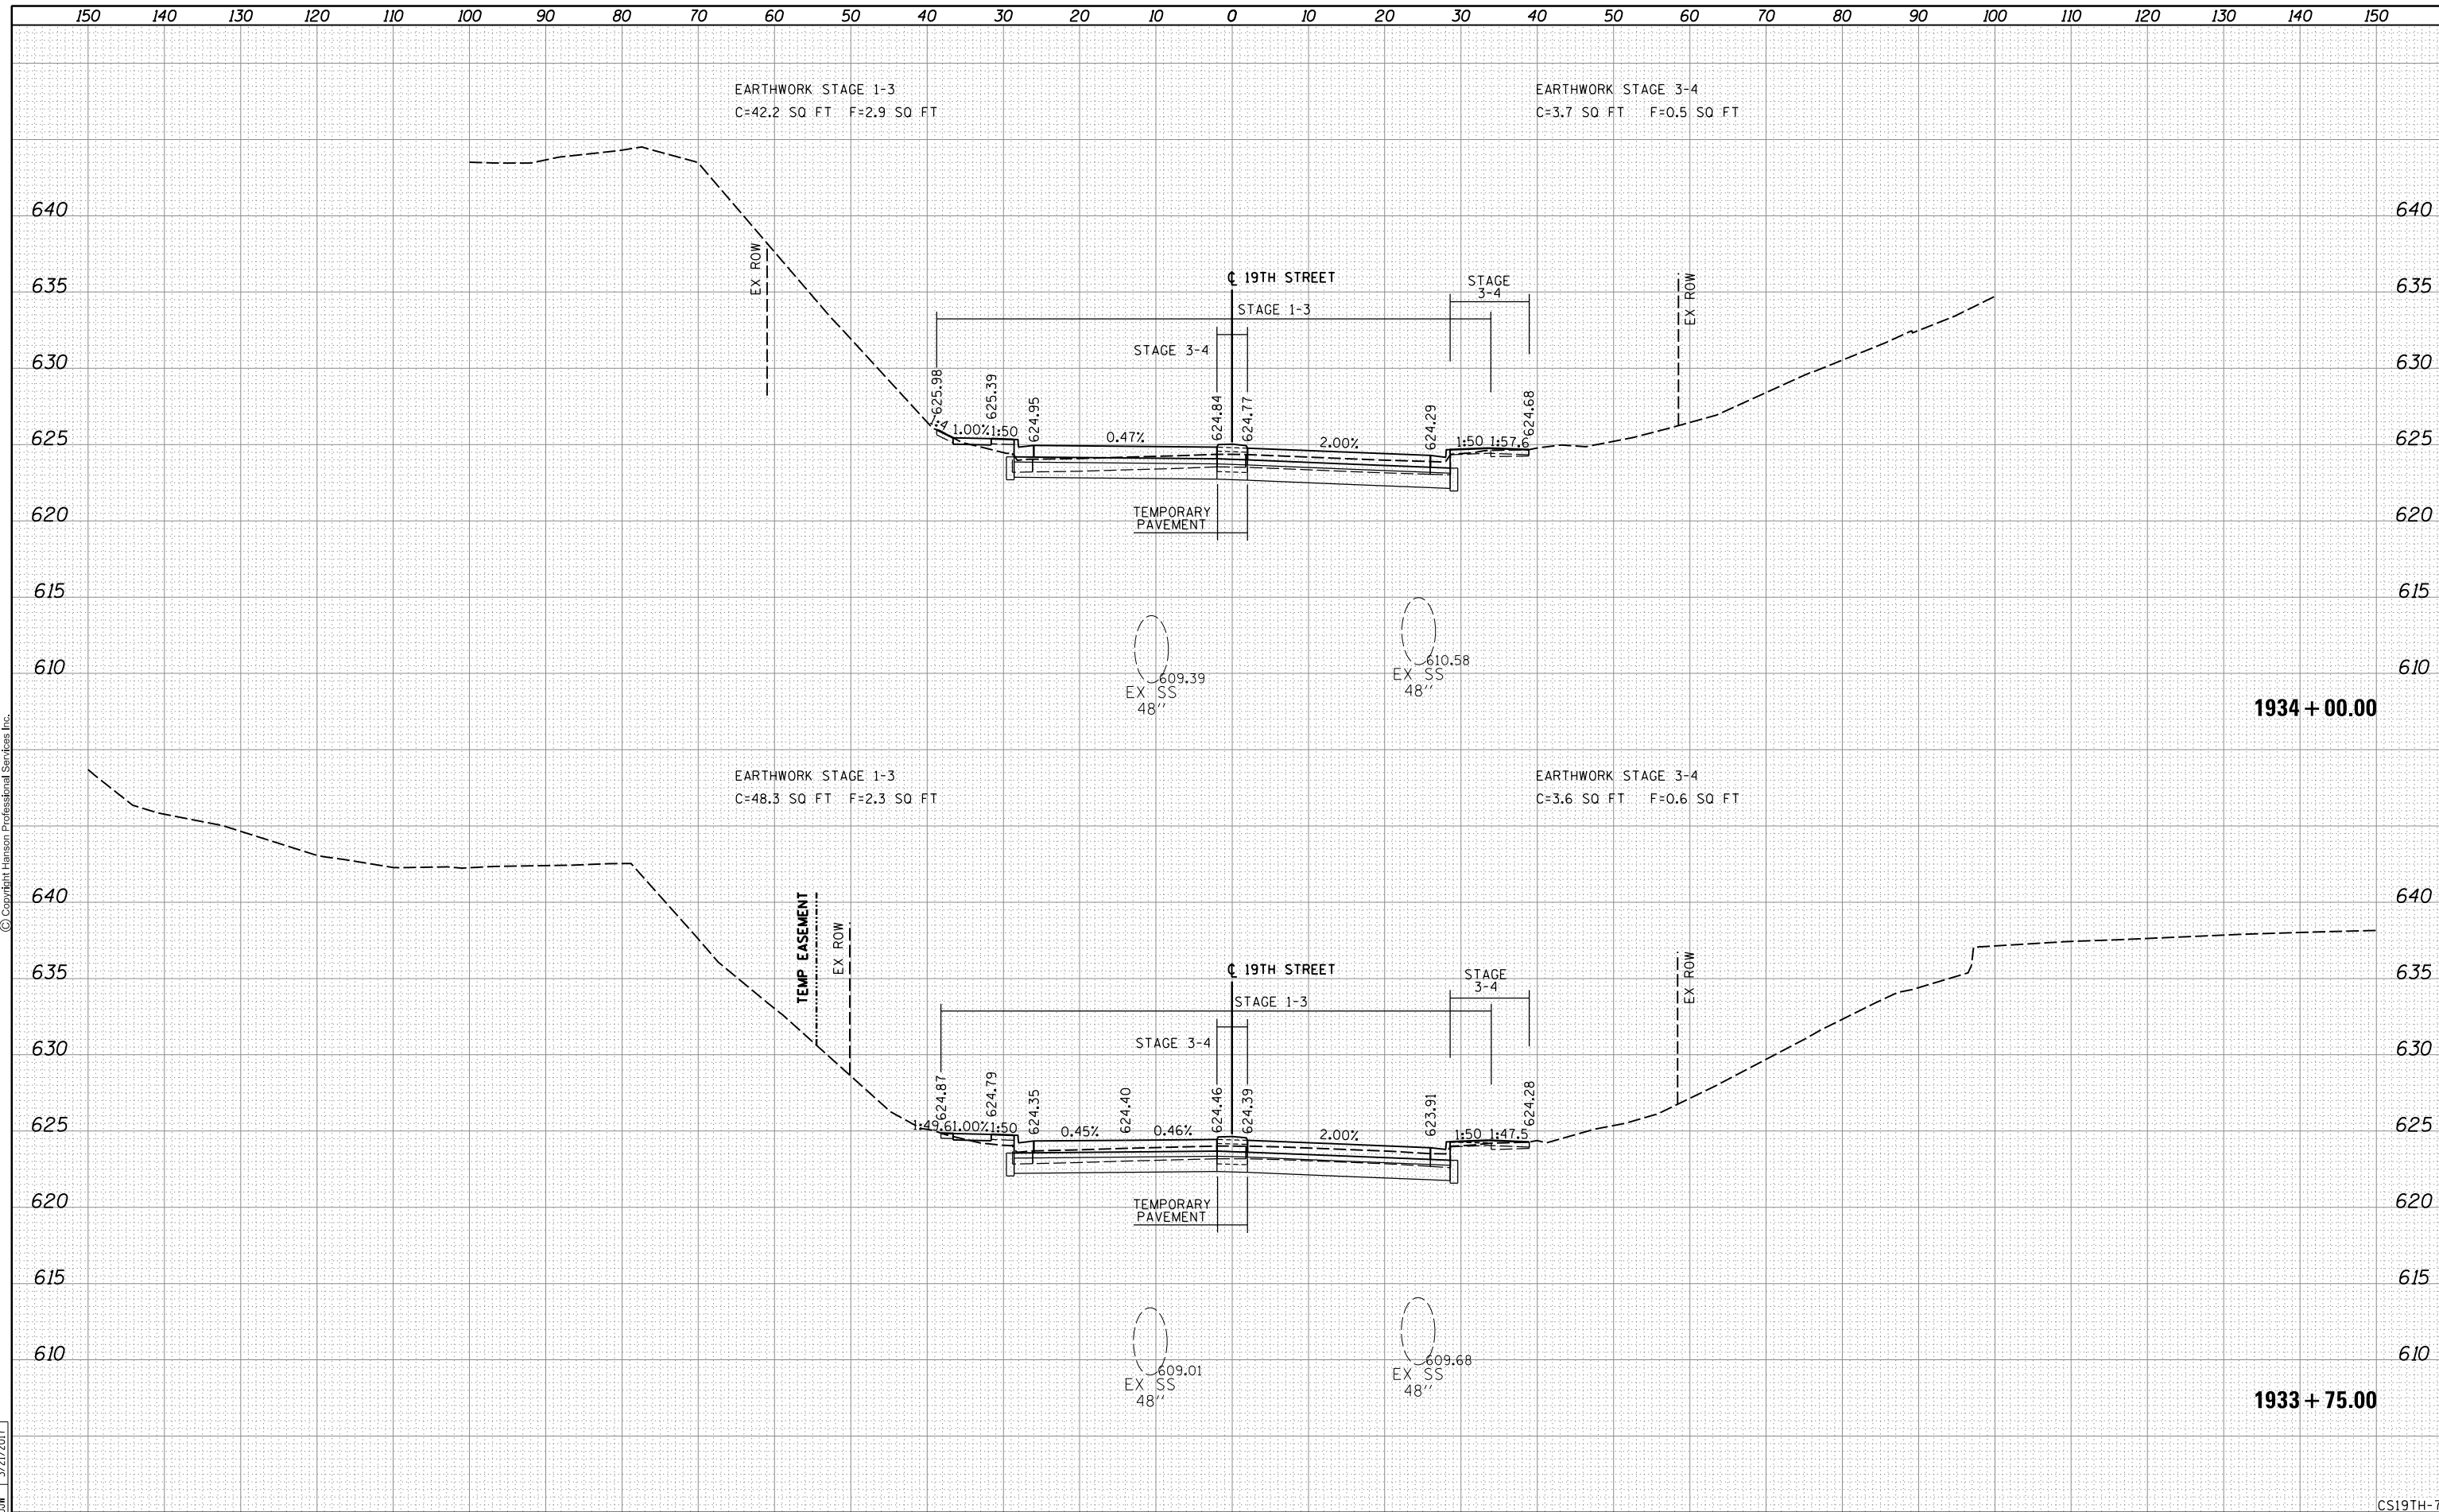 150 140 130 120 110 100 90 80 70 60 50 40 30 20 10 0 10 20 30 40 50 60 70 80 90 100 110 120 130 140 150
EARTHWORK STAGE 1-3
C=42.2 SQ FT F=2.9 SQ FT
EARTHWORK STAGE 3-4
C=3.7 SQ FT F=0.5 SQ FT
640 640
EX ROW
℄ 19TH STREET
STAGE
3-4
EX ROW
635 635
STAGE 1-3
STAGE 3-4
630 630
625.98
625.39
624.95
624.84
624.77
624.29
624.68
1:4 1.00% 1:50 0.47% 2.00% 1:50 1:57.6
625 625
620 620
TEMPORARY
PAVEMENT
615 615
610 610
609.39
EX SS
48''
610.58
EX SS
48''
1934+00.00
EARTHWORK STAGE 1-3
C=48.3 SQ FT F=2.3 SQ FT
EARTHWORK STAGE 3-4
C=3.6 SQ FT F=0.6 SQ FT
640 640
TEMP EASEMENT
EX ROW
℄ 19TH STREET
STAGE
3-4
EX ROW
635 635
STAGE 1-3
STAGE 3-4
630 630
624.87
624.79
624.35
624.40
624.46
624.39
623.91
624.28
1:49.6 1.00% 1:50 0.45% 0.46% 2.00% 1:50 1:47.5
625 625
620 620
TEMPORARY
PAVEMENT
615 615
610 610
609.01
EX SS
48''
609.68
EX SS
48''
1933+75.00
© Copyright Hanson Professional Services Inc.
CS19TH-7